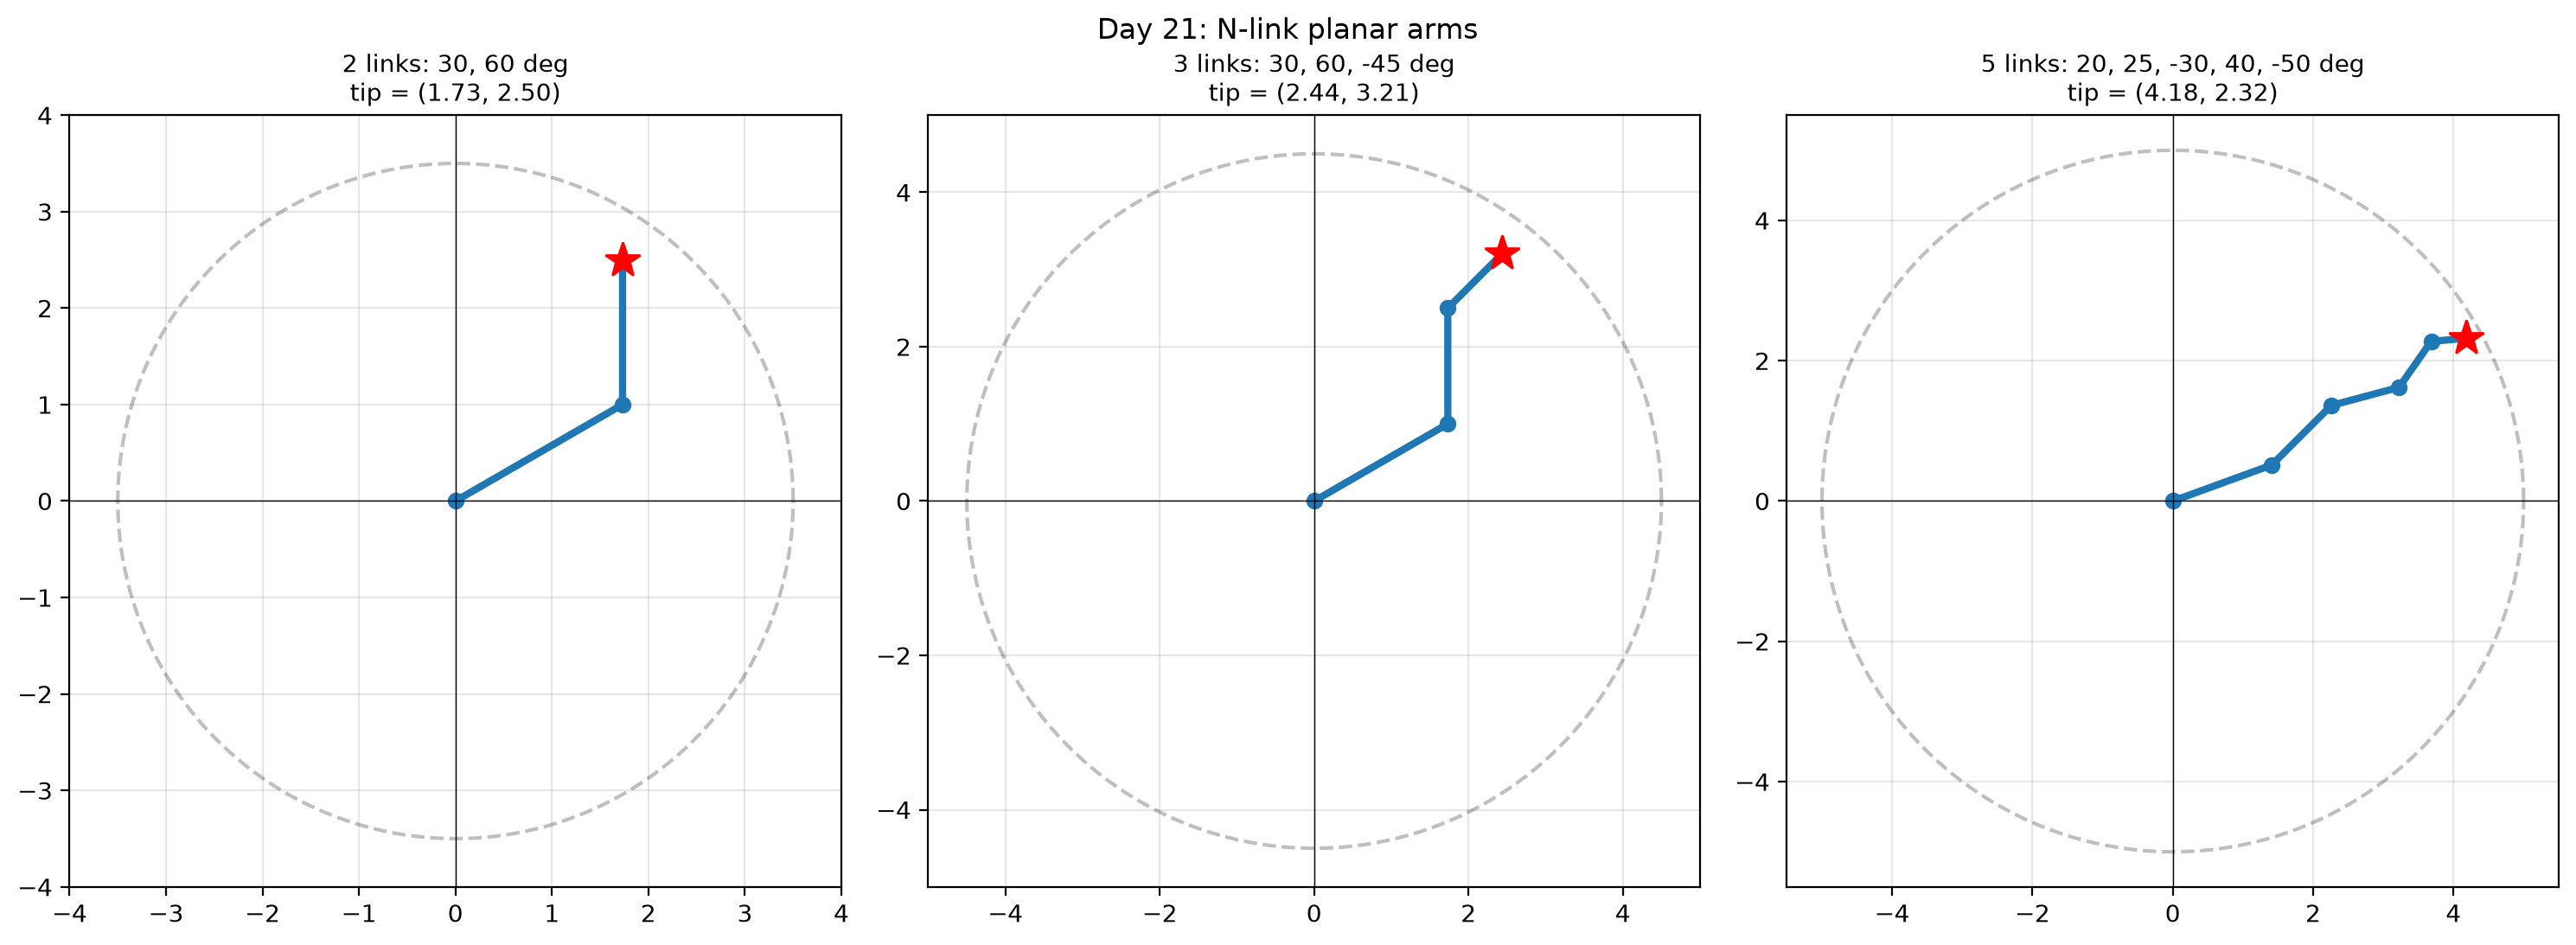 Day 21: N-link planar arms
2 links: 30, 60 deg
tip = (1.73, 2.50)
4
3
2
1
0
−1
−2
−3
−4
−4 −3 −2 −1 0 1 2 3 4
3 links: 30, 60, -45 deg
tip = (2.44, 3.21)
4
2
0
−2
−4
−4 −2 0 2 4
5 links: 20, 25, -30, 40, -50 deg
tip = (4.18, 2.32)
4
2
0
−2
−4
−4 −2 0 2 4